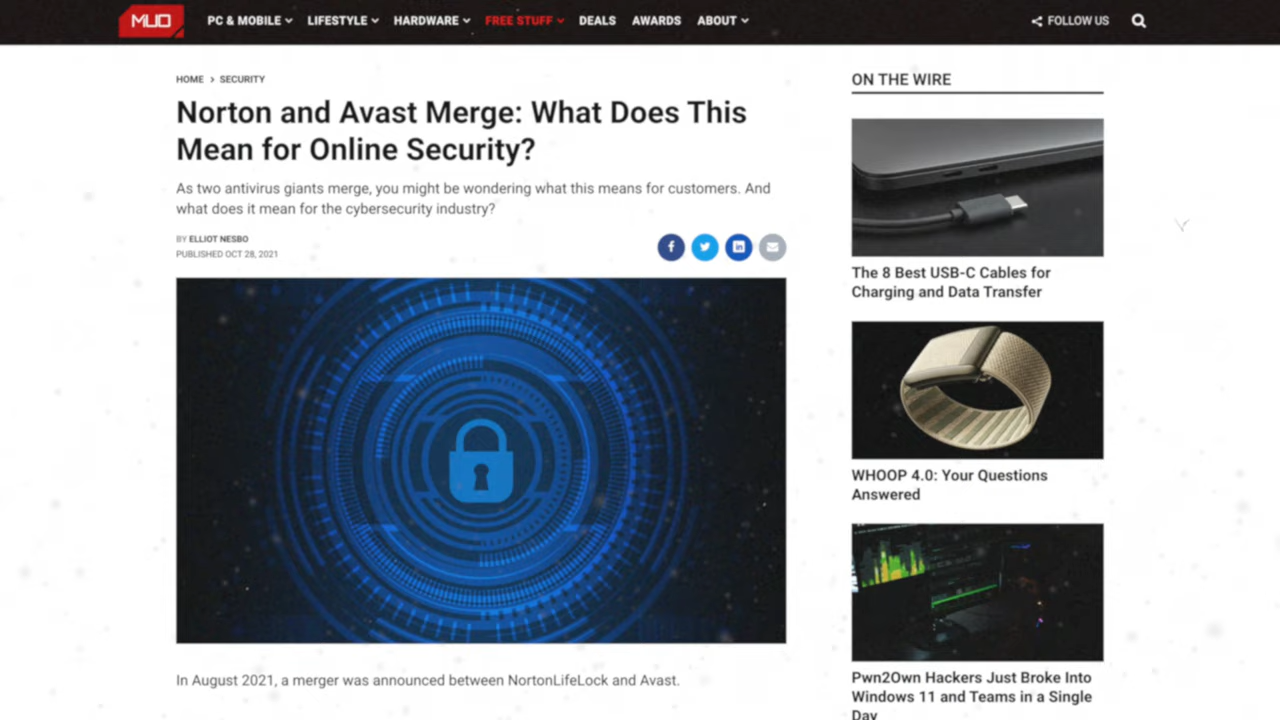 MUO
PC & MOBILE
LIFESTYLE
HARDWARE
FREE STUFF
DEALS
AWARDS
ABOUT
FOLLOW US
HOME > SECURITY
Norton and Avast Merge: What Does This
Mean for Online Security?
As two antivirus giants merge, you might be wondering what this means for customers. And
what does it mean for the cybersecurity industry?
BY ELLIOT NESBO
PUBLISHED OCT 28, 2021
In August 2021, a merger was announced between NortonLifeLock and Avast.
ON THE WIRE
The 8 Best USB-C Cables for
Charging and Data Transfer
WHOOP 4.0: Your Questions
Answered
Pwn2Own Hackers Just Broke Into
Windows 11 and Teams in a Single
Day